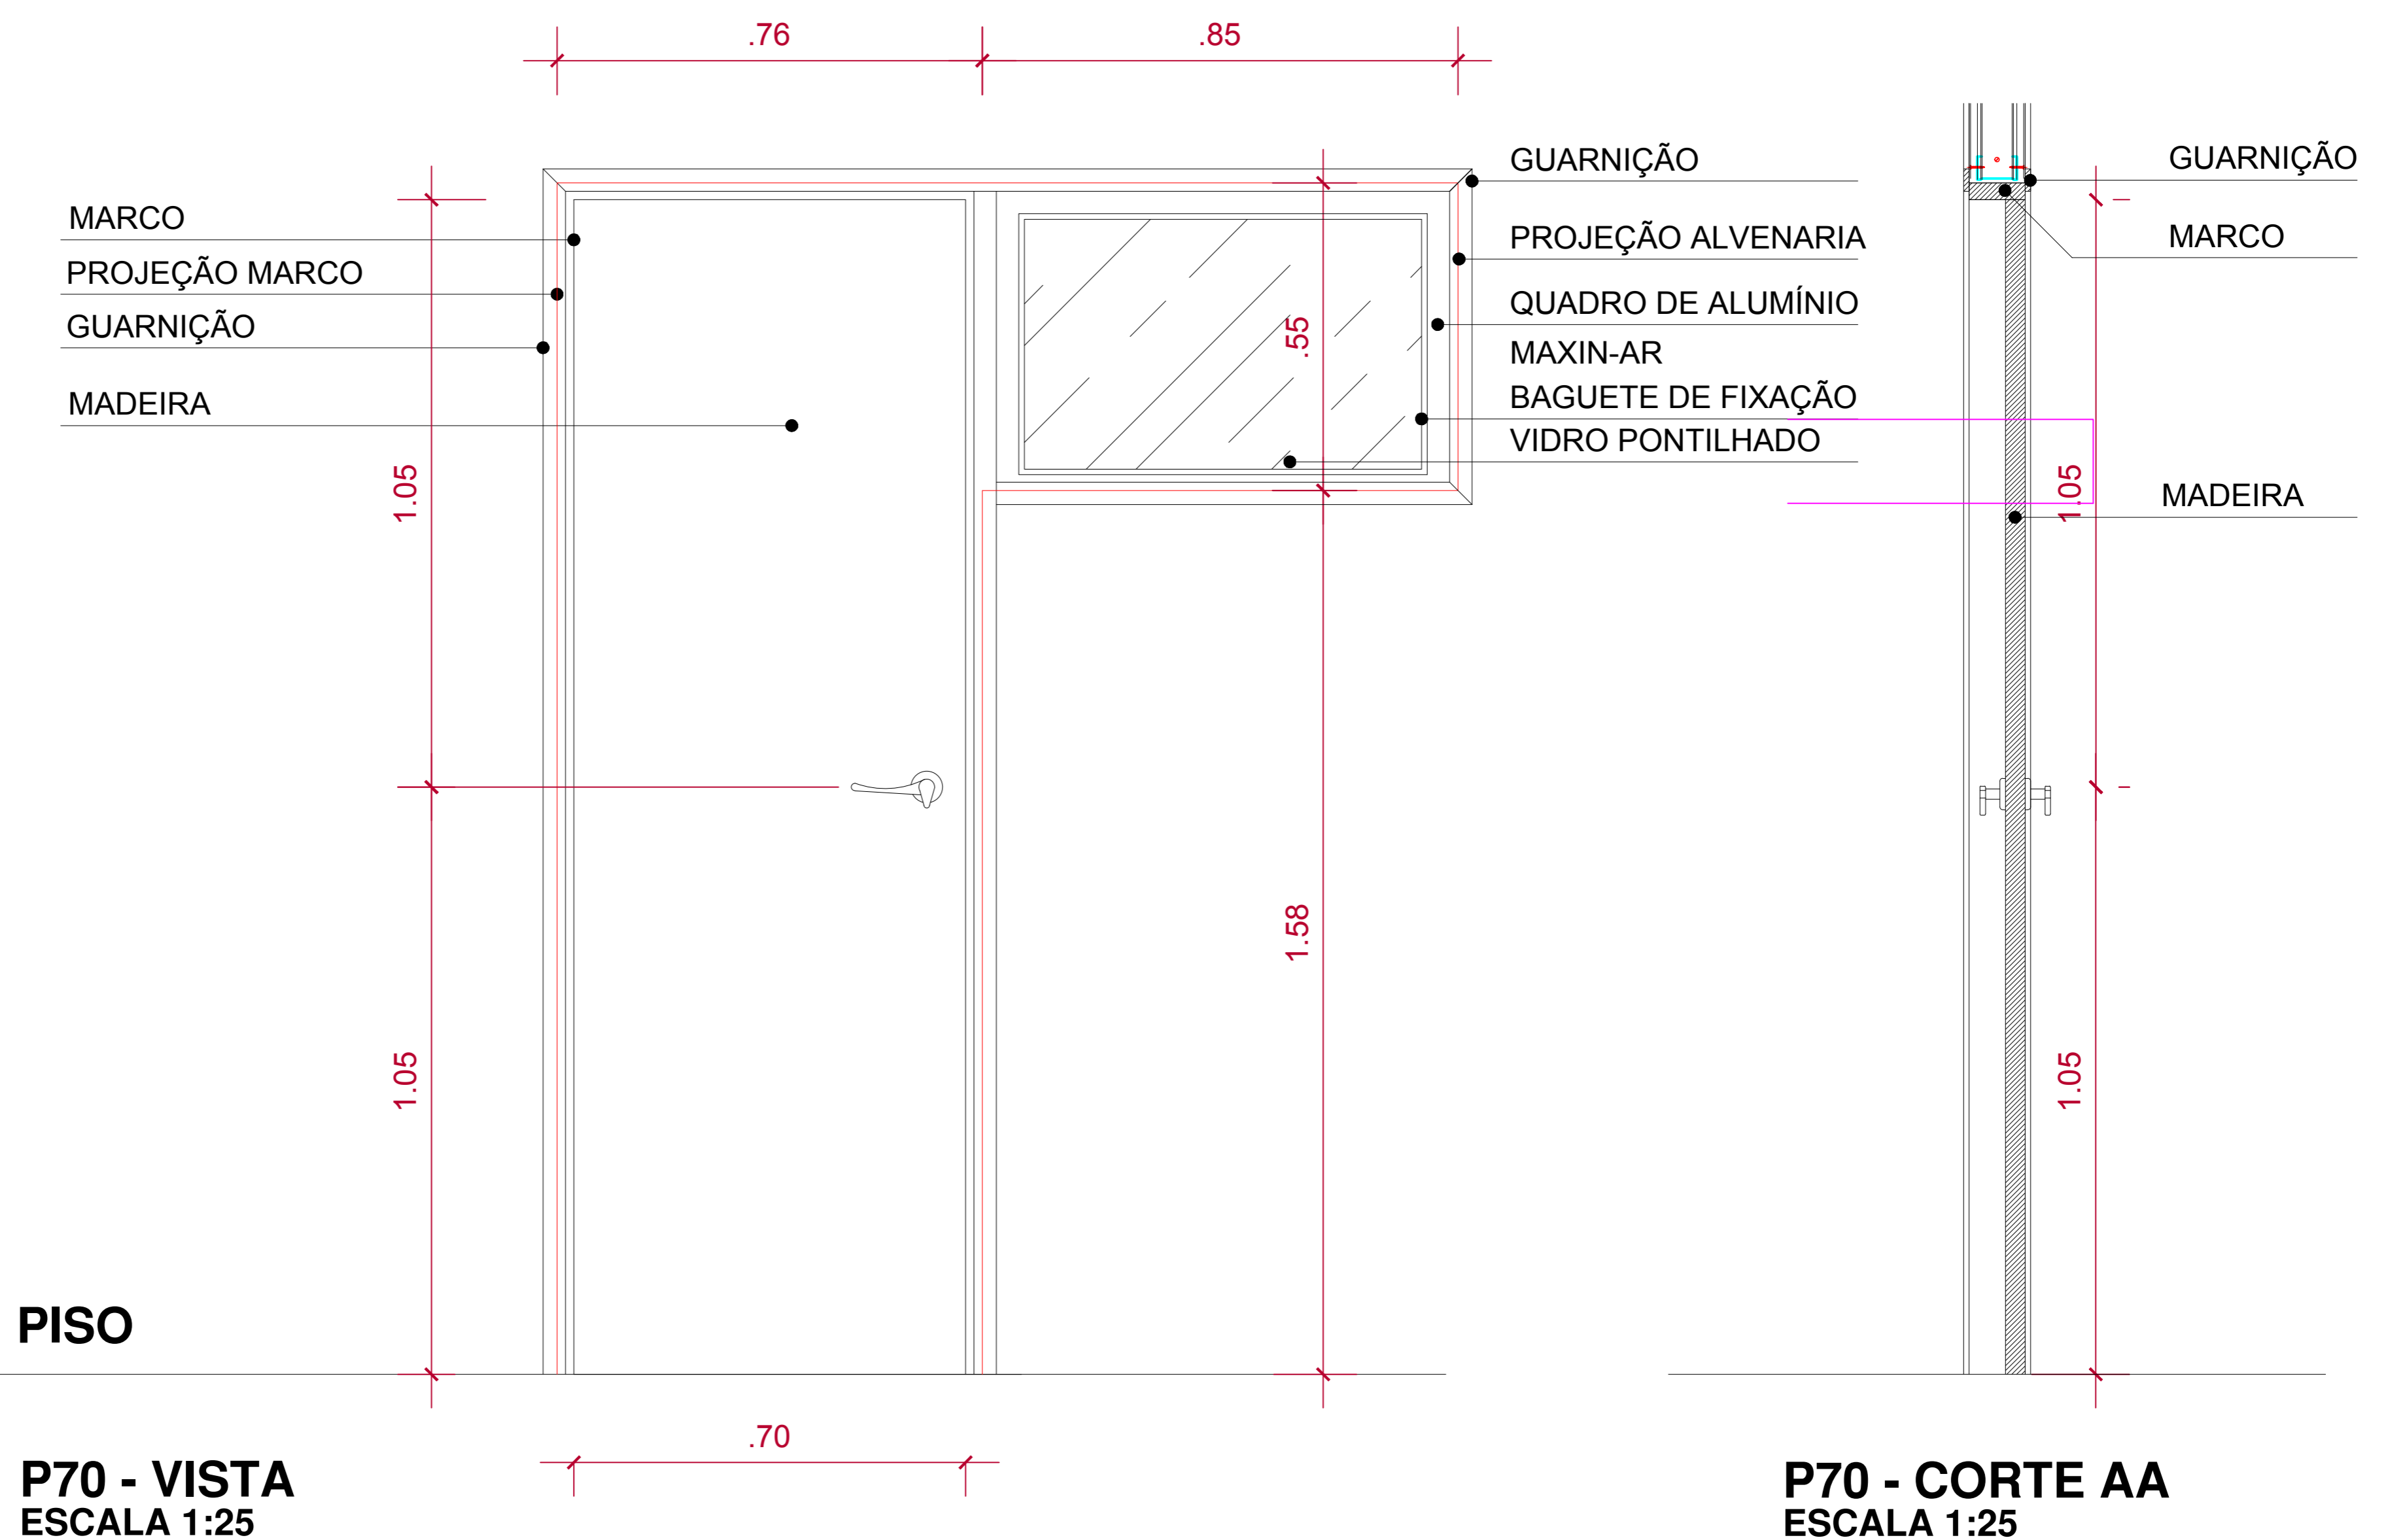 .76
.85
MARCO
PROJEÇÃO MARCO
GUARNIÇÃO
MADEIRA
1.05
1.05
.55
1.58
GUARNIÇÃO
PROJEÇÃO ALVENARIA
QUADRO DE ALUMÍNIO
MAXIN-AR
BAGUETE DE FIXAÇÃO
VIDRO PONTILHADO
GUARNIÇÃO
MARCO
MADEIRA
1.05
1.05
PISO
.70
P70 - VISTA
ESCALA 1:25
P70 - CORTE AA
ESCALA 1:25